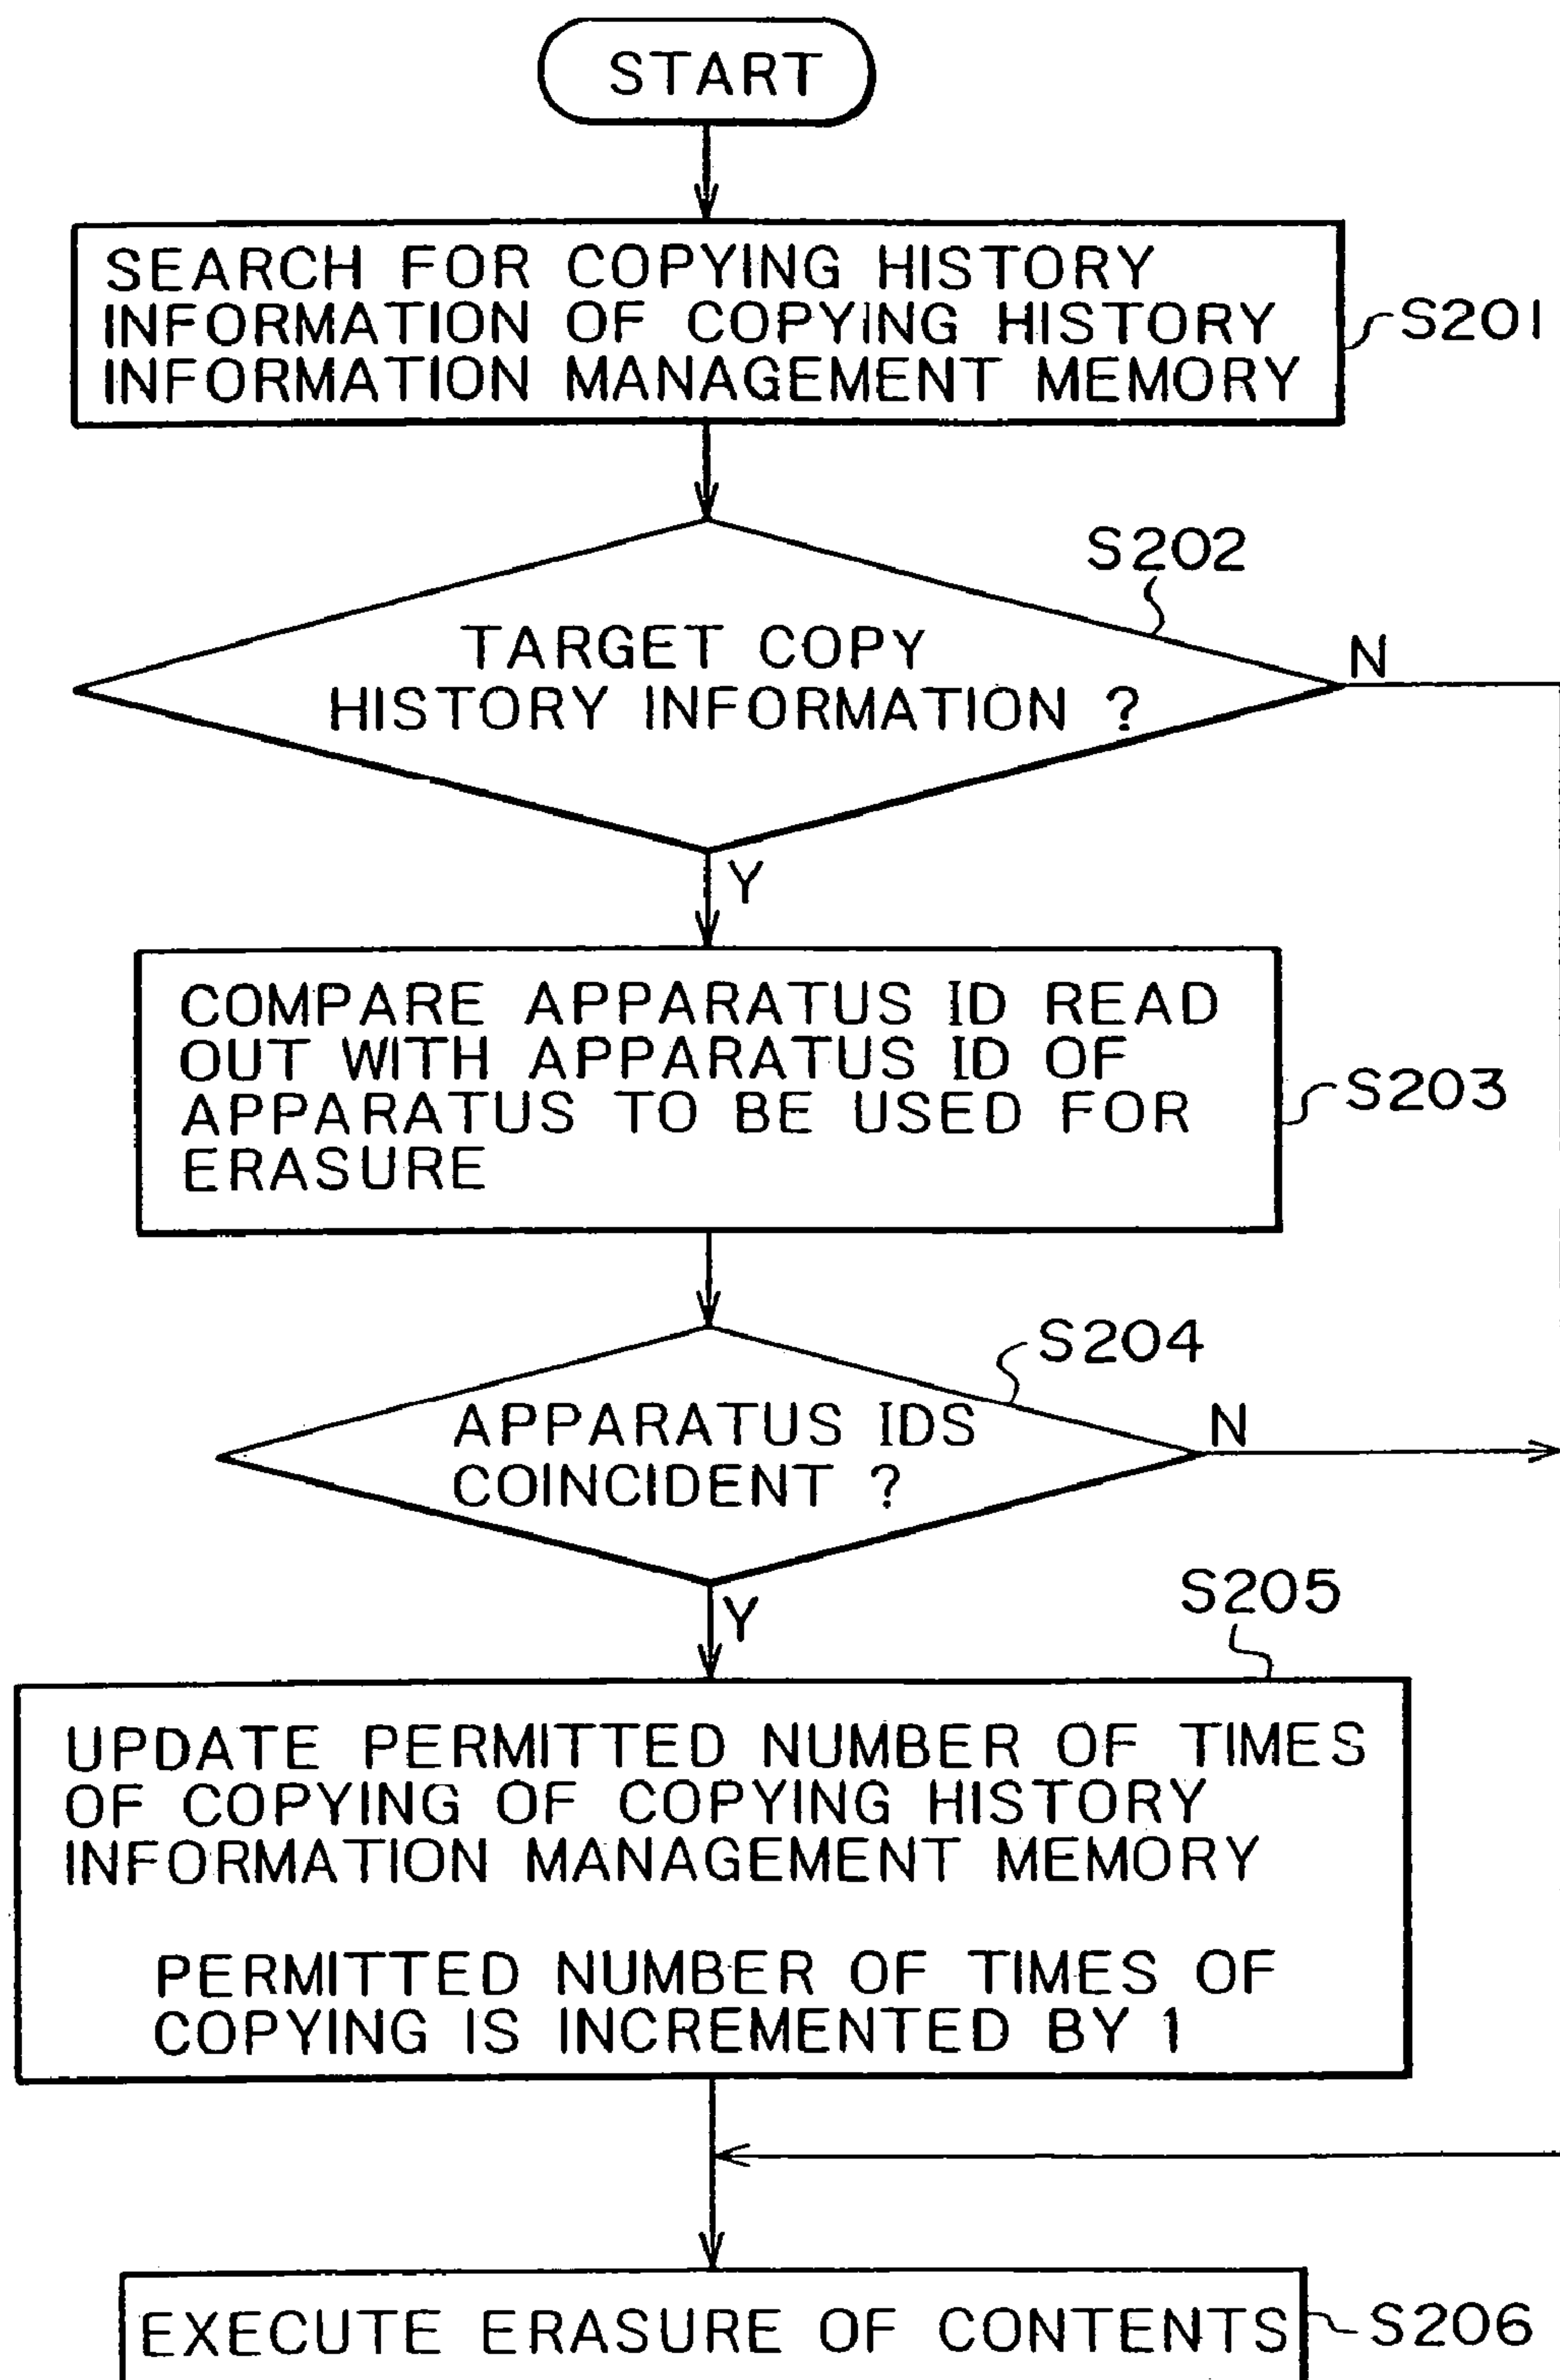 START
SEARCH FOR COPYING HISTORY
INFORMATION OF COPYING HISTORY
INFORMATION MANAGEMENT MEMORY
S201
S202
TARGET COPY
HISTORY INFORMATION ?
N
Y
COMPARE APPARATUS ID READ
OUT WITH APPARATUS ID OF
APPARATUS TO BE USED FOR
ERASURE
S203
S204
APPARATUS IDS
COINCIDENT ?
N
Y
S205
UPDATE PERMITTED NUMBER OF TIMES
OF COPYING OF COPYING HISTORY
INFORMATION MANAGEMENT MEMORY
PERMITTED NUMBER OF TIMES OF
COPYING IS INCREMENTED BY 1
EXECUTE ERASURE OF CONTENTS
S206